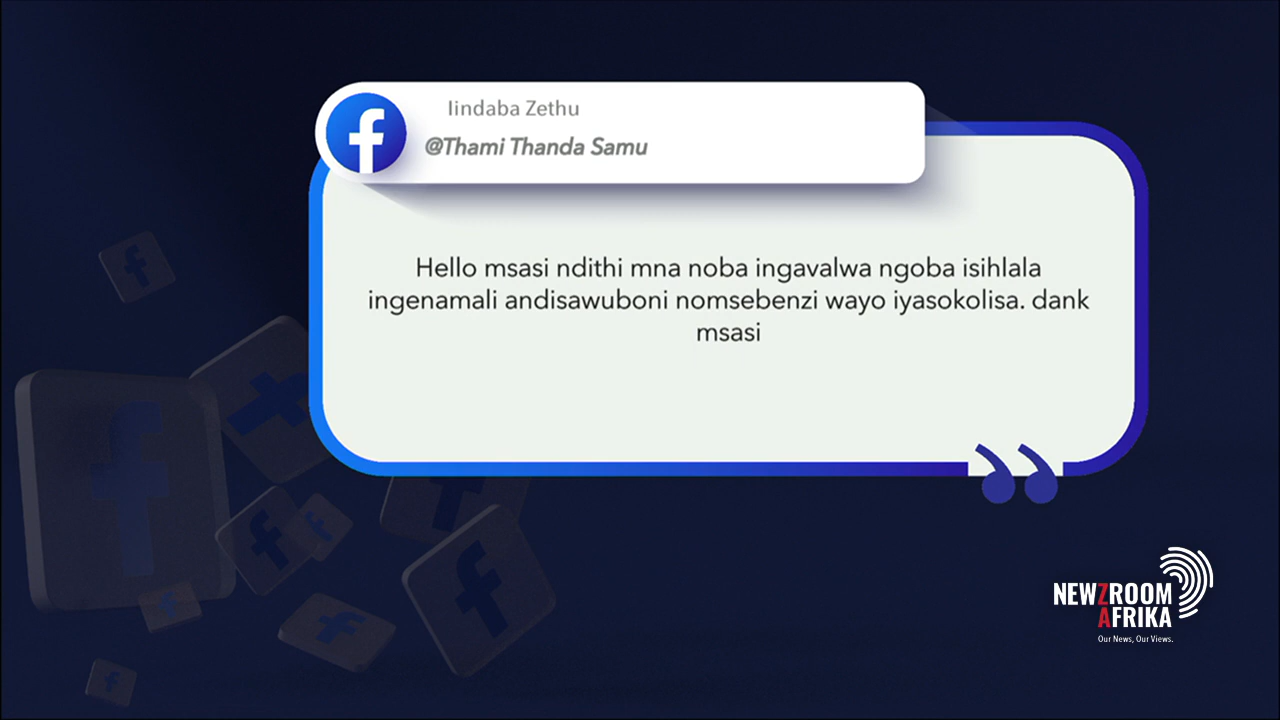 Iindaba Zethu
@Thami Thanda Samu
Hello msasi ndithi mna noba ingavalwa ngoba isihlala
ingenamali andisawuboni nomsebenzi wayo iyasokolisa. dank
msasi
NEWZROOM
AFRIKA
Our News, Our Views.